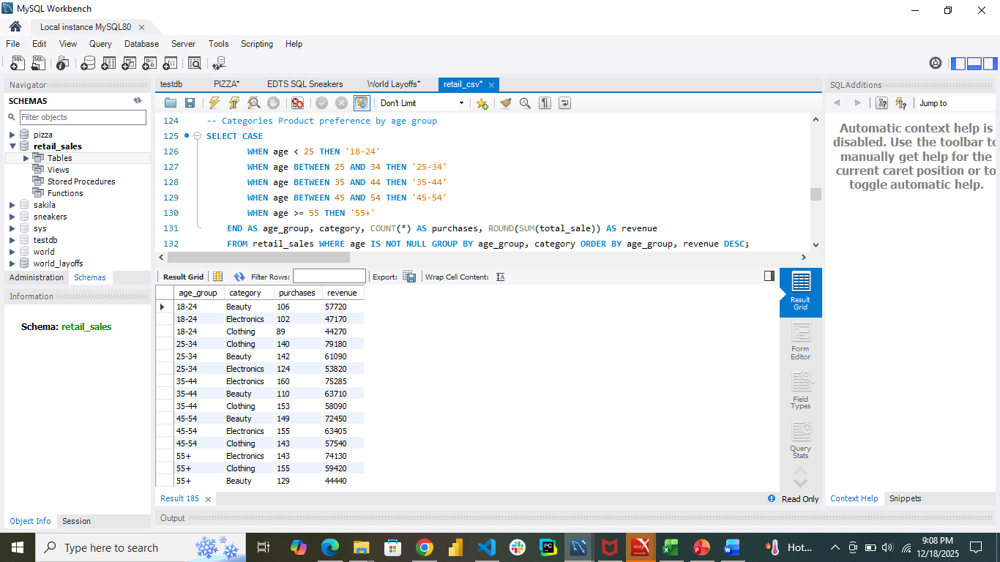 MySQL Workbench
Local instance MySQL80
File Edit View Query Database Server Tools Scripting Help
Navigator
SCHEMAS
Filter objects
pizza
retail_sales
Tables
Views
Stored Procedures
Functions
sakila
sneakers
sys
testdb
world
world_layoffs
Administration Schemas
Information
Schema: retail_sales
Object Info Session
testdb PIZZA* EDTS SQL Sneakers World Layoffs* retail_csv*
Don't Limit
124 -- Categories Product preference by age group
125 SELECT CASE
126 WHEN age < 25 THEN '18-24'
127 WHEN age BETWEEN 25 AND 34 THEN '25-34'
128 WHEN age BETWEEN 35 AND 44 THEN '35-44'
129 WHEN age BETWEEN 45 AND 54 THEN '45-54'
130 WHEN age >= 55 THEN '55+'
131 END AS age_group, category, COUNT(*) AS purchases, ROUND(SUM(total_sale)) AS revenue
132 FROM retail_sales WHERE age IS NOT NULL GROUP BY age_group, category ORDER BY age_group, revenue DESC;
Result Grid Filter Rows: Export: Wrap Cell Content:
age_group category purchases revenue
18-24 Beauty 106 57720
18-24 Electronics 102 47170
18-24 Clothing 89 44270
25-34 Clothing 140 79180
25-34 Beauty 142 61090
25-34 Electronics 124 53820
35-44 Electronics 160 75285
35-44 Beauty 110 63710
35-44 Clothing 153 58090
45-54 Beauty 149 72450
45-54 Electronics 155 63405
45-54 Clothing 143 57540
55+ Electronics 143 74130
55+ Clothing 155 59420
55+ Beauty 129 44440
Result 185
Read Only
Output
Result
Grid
Form
Editor
Field
Types
Query
Stats
SQLAdditions
Jump to
Automatic context help is
disabled. Use the toolbar to
manually get help for the
current caret position or to
toggle automatic help.
Context Help Snippets
Type here to search
Hot...
9:08 PM
12/18/2025